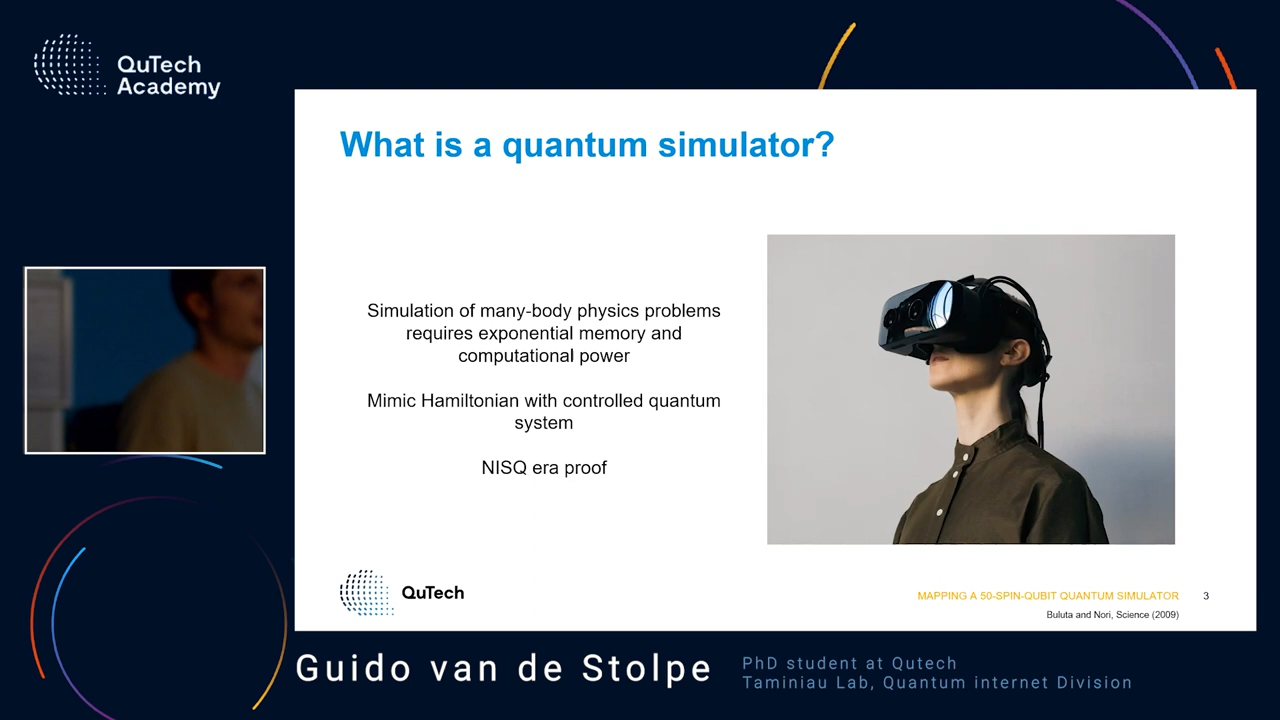 QuTech
Academy
What is a quantum simulator?
Simulation of many-body physics problems
requires exponential memory and
computational power
Mimic Hamiltonian with controlled quantum
system
NISQ era proof
QuTech
MAPPING A 50-SPIN-QUBIT QUANTUM SIMULATOR
3
Buluta and Nori, Science (2009)
Guido van de Stolpe
PhD student at Qutech
Taminiau Lab, Quantum internet Division